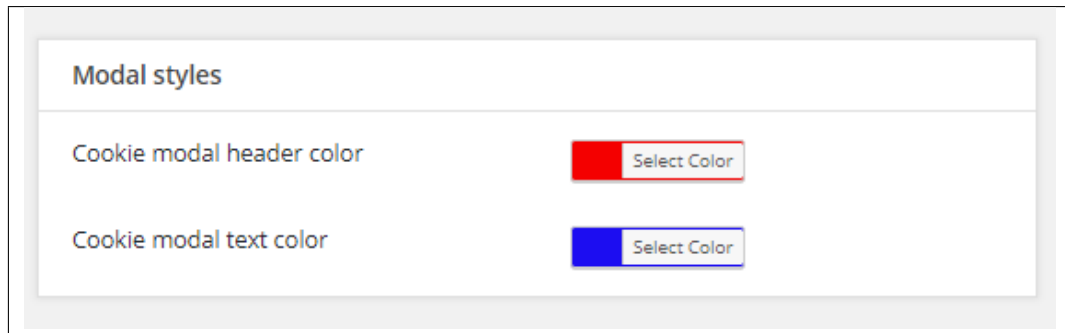 Modal styles
Cookie modal header color
Select Color
Cookie modal text color
Select Color